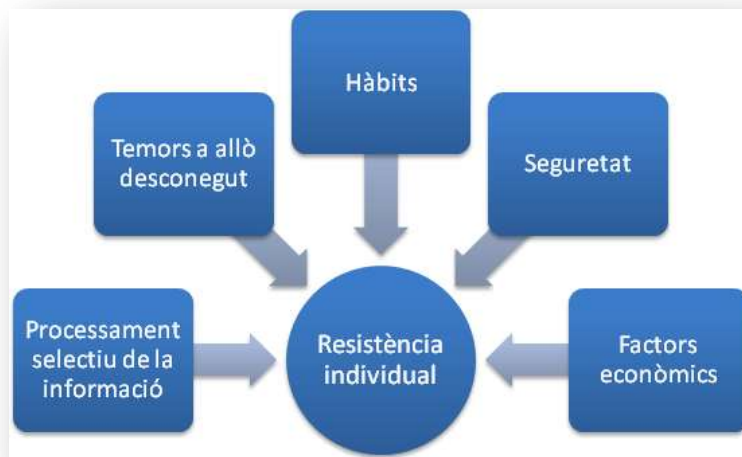 Hàbits
Temors a allò
desconegut
Seguretat
Processament
selectiu de la
informació
Resistència
individual
Factors
econòmics